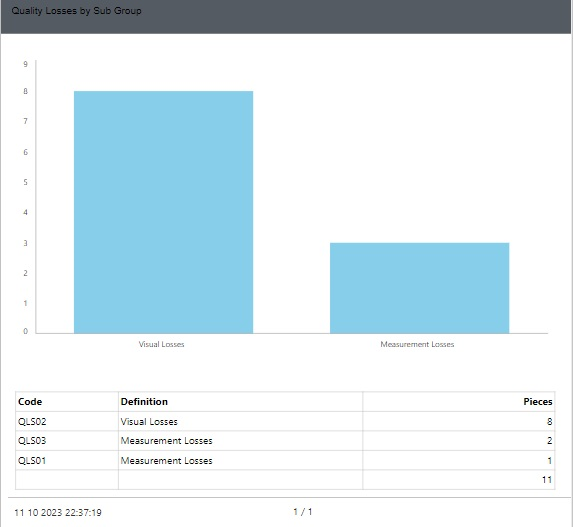 Quality Losses by Sub Group
9
8
7
6
5
4
3
2
1
0
Visual Losses Measurement Losses
Code Definition Pieces
QLS02 Visual Losses 8
QLS03 Measurement Losses 2
QLS01 Measurement Losses 1
11
11 10 2023 22:37:19 1 / 1